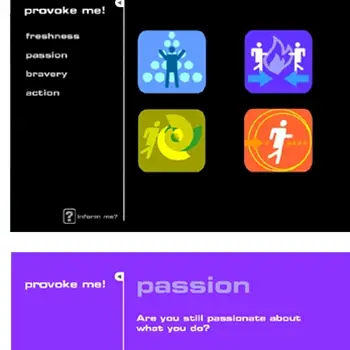 provoke me!
freshness
passion
bravery
action
? inform me?
provoke me!
passion
Are you still passionate about
what you do?